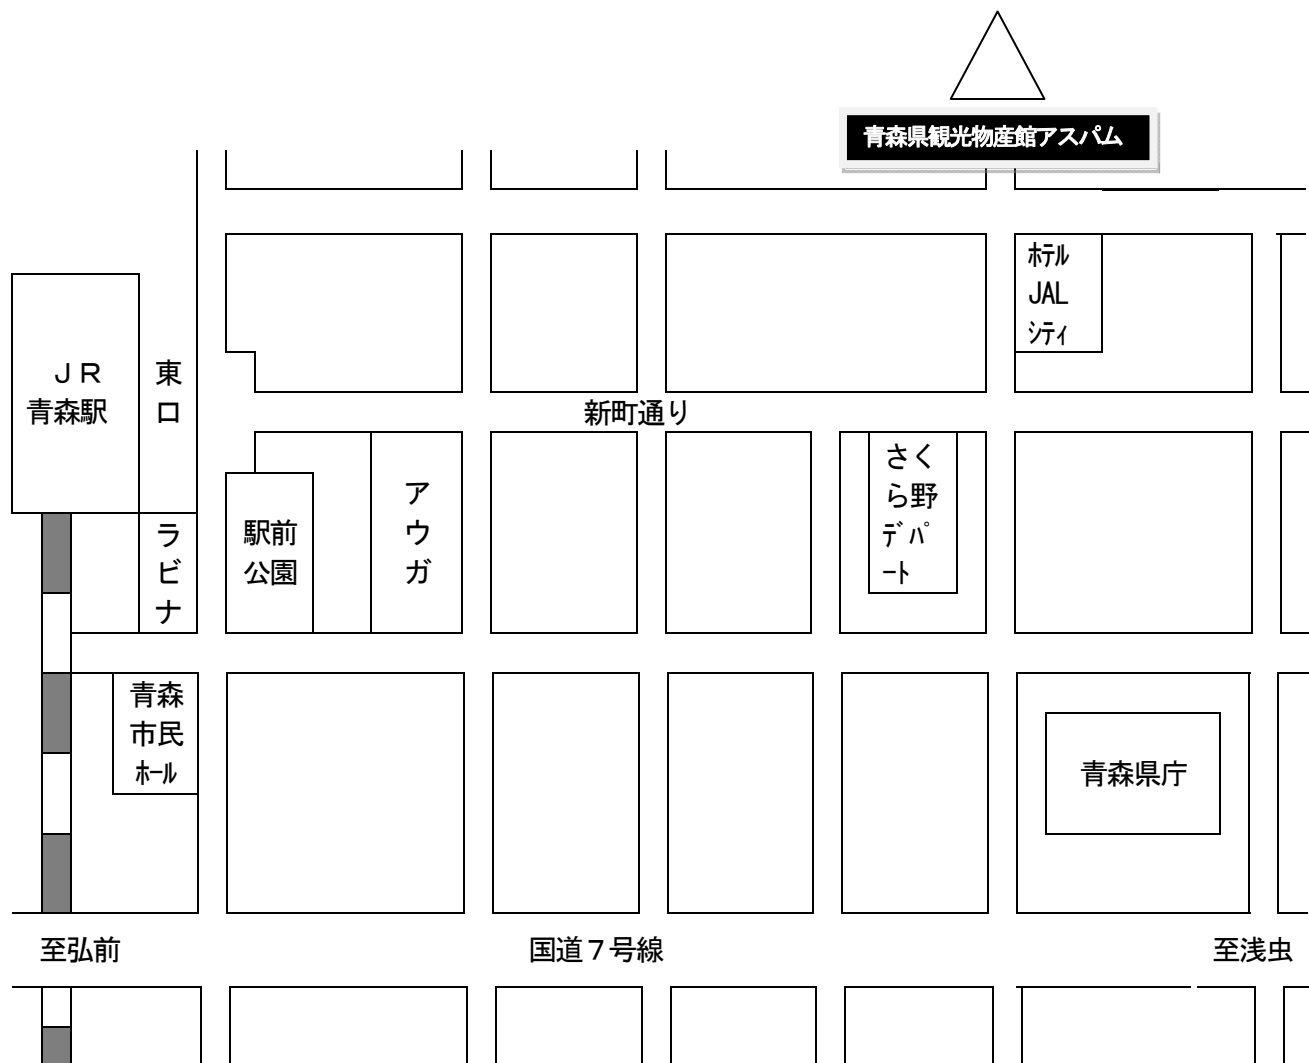 青森県観光物産館アスパム
ﾎﾃﾙ
JAL
ｼﾃｨ
ＪＲ
青森駅
東
口
新町通り
さく
ら野
ﾃﾞﾊﾟ
ｰﾄ
ア
ウ
ガ
駅前
公園
ラ
ビ
ナ
青森
市民
ﾎｰﾙ
青森県庁
至弘前
国道７号線
至浅虫